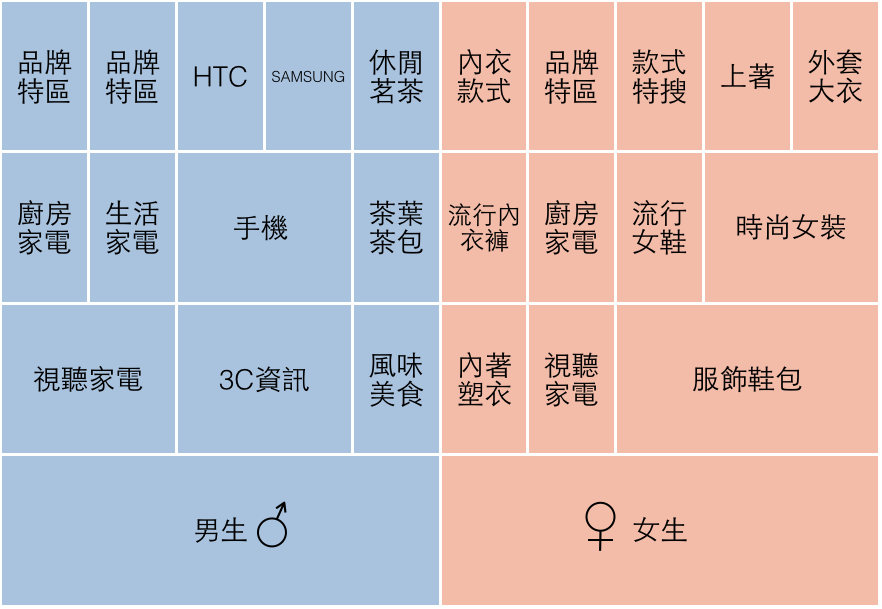 品牌
特區
品牌
特區
HTC
SAMSUNG
休閒
茗茶
內衣
款式
品牌
特區
款式
特搜
上著
外套
大衣
廚房
家電
生活
家電
手機
茶葉
茶包
流行內
衣褲
廚房
家電
流行
女鞋
時尚女裝
視聽家電
3C資訊
風味
美食
內著
塑衣
視聽
家電
服飾鞋包
男生
女生